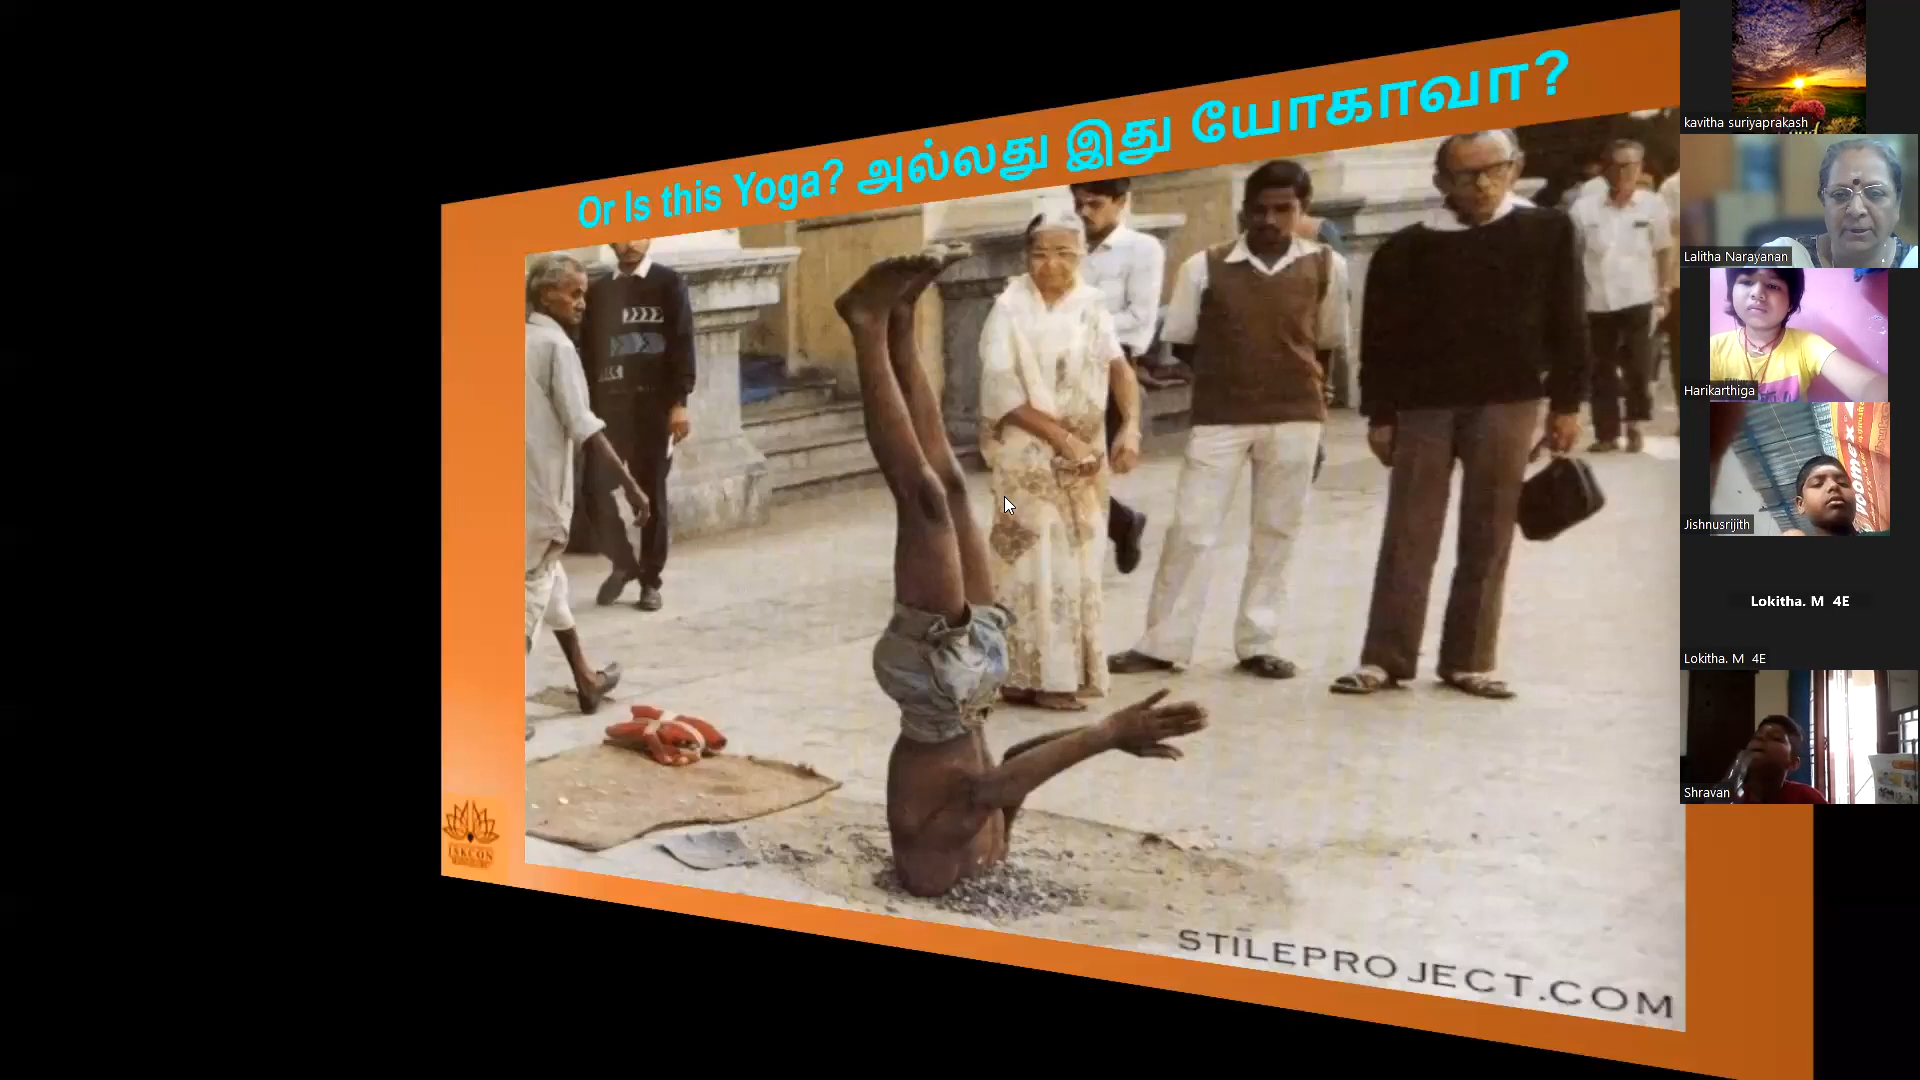 Or Is this Yoga? அல்லது இது யோகாவா?
STILEPROJECT.COM
ISKCON
kavitha suriyaprakash
Lalitha Narayanan
Harikarthiga
Jishnusrijith
Lokitha. M 4E
Lokitha. M 4E
Shravan